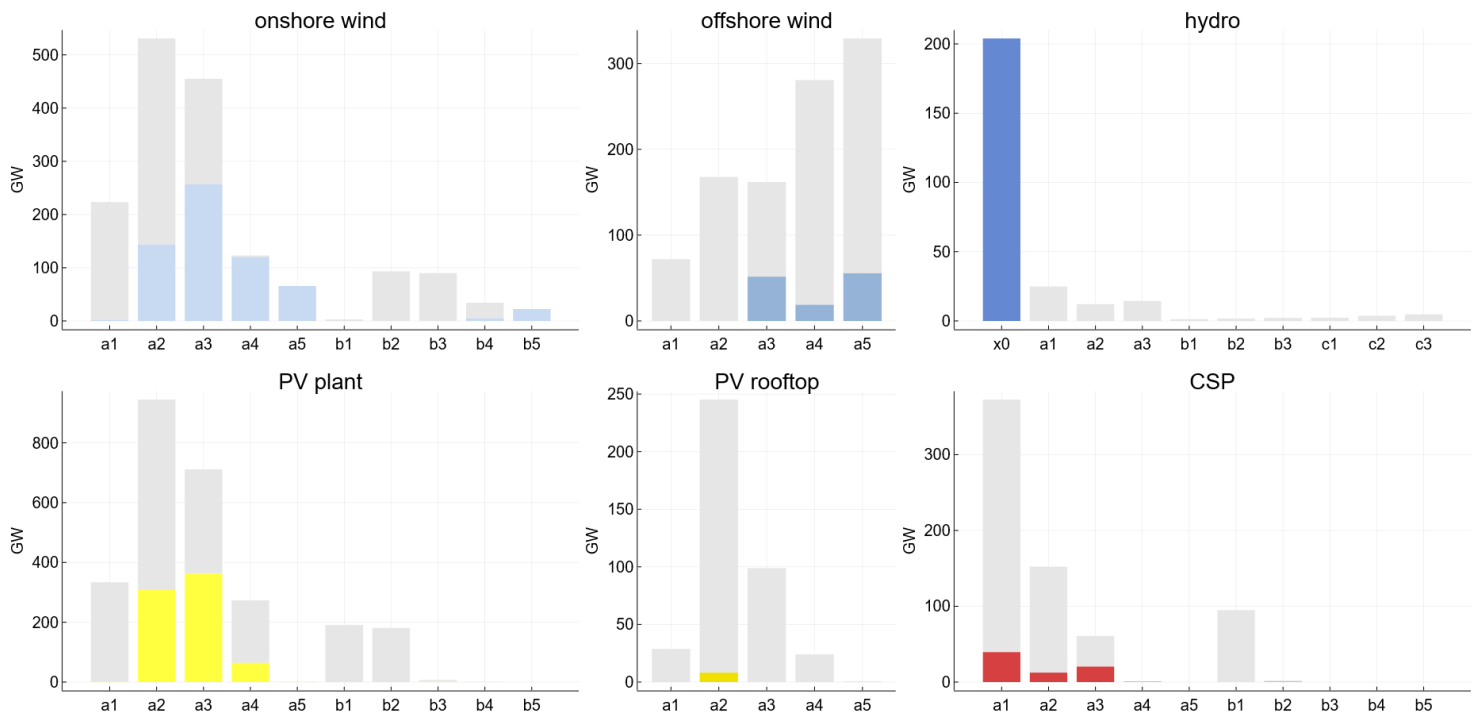 onshore wind
GW
500
400
300
200
100
0
a1 a2 a3 a4 a5 b1 b2 b3 b4 b5
offshore wind
GW
300
200
100
0
a1 a2 a3 a4 a5
hydro
GW
200
150
100
50
0
x0 a1 a2 a3 b1 b2 b3 c1 c2 c3
PV plant
GW
800
600
400
200
0
a1 a2 a3 a4 a5 b1 b2 b3 b4 b5
PV rooftop
GW
250
200
150
100
50
0
a1 a2 a3 a4 a5
CSP
GW
300
200
100
0
a1 a2 a3 a4 a5 b1 b2 b3 b4 b5